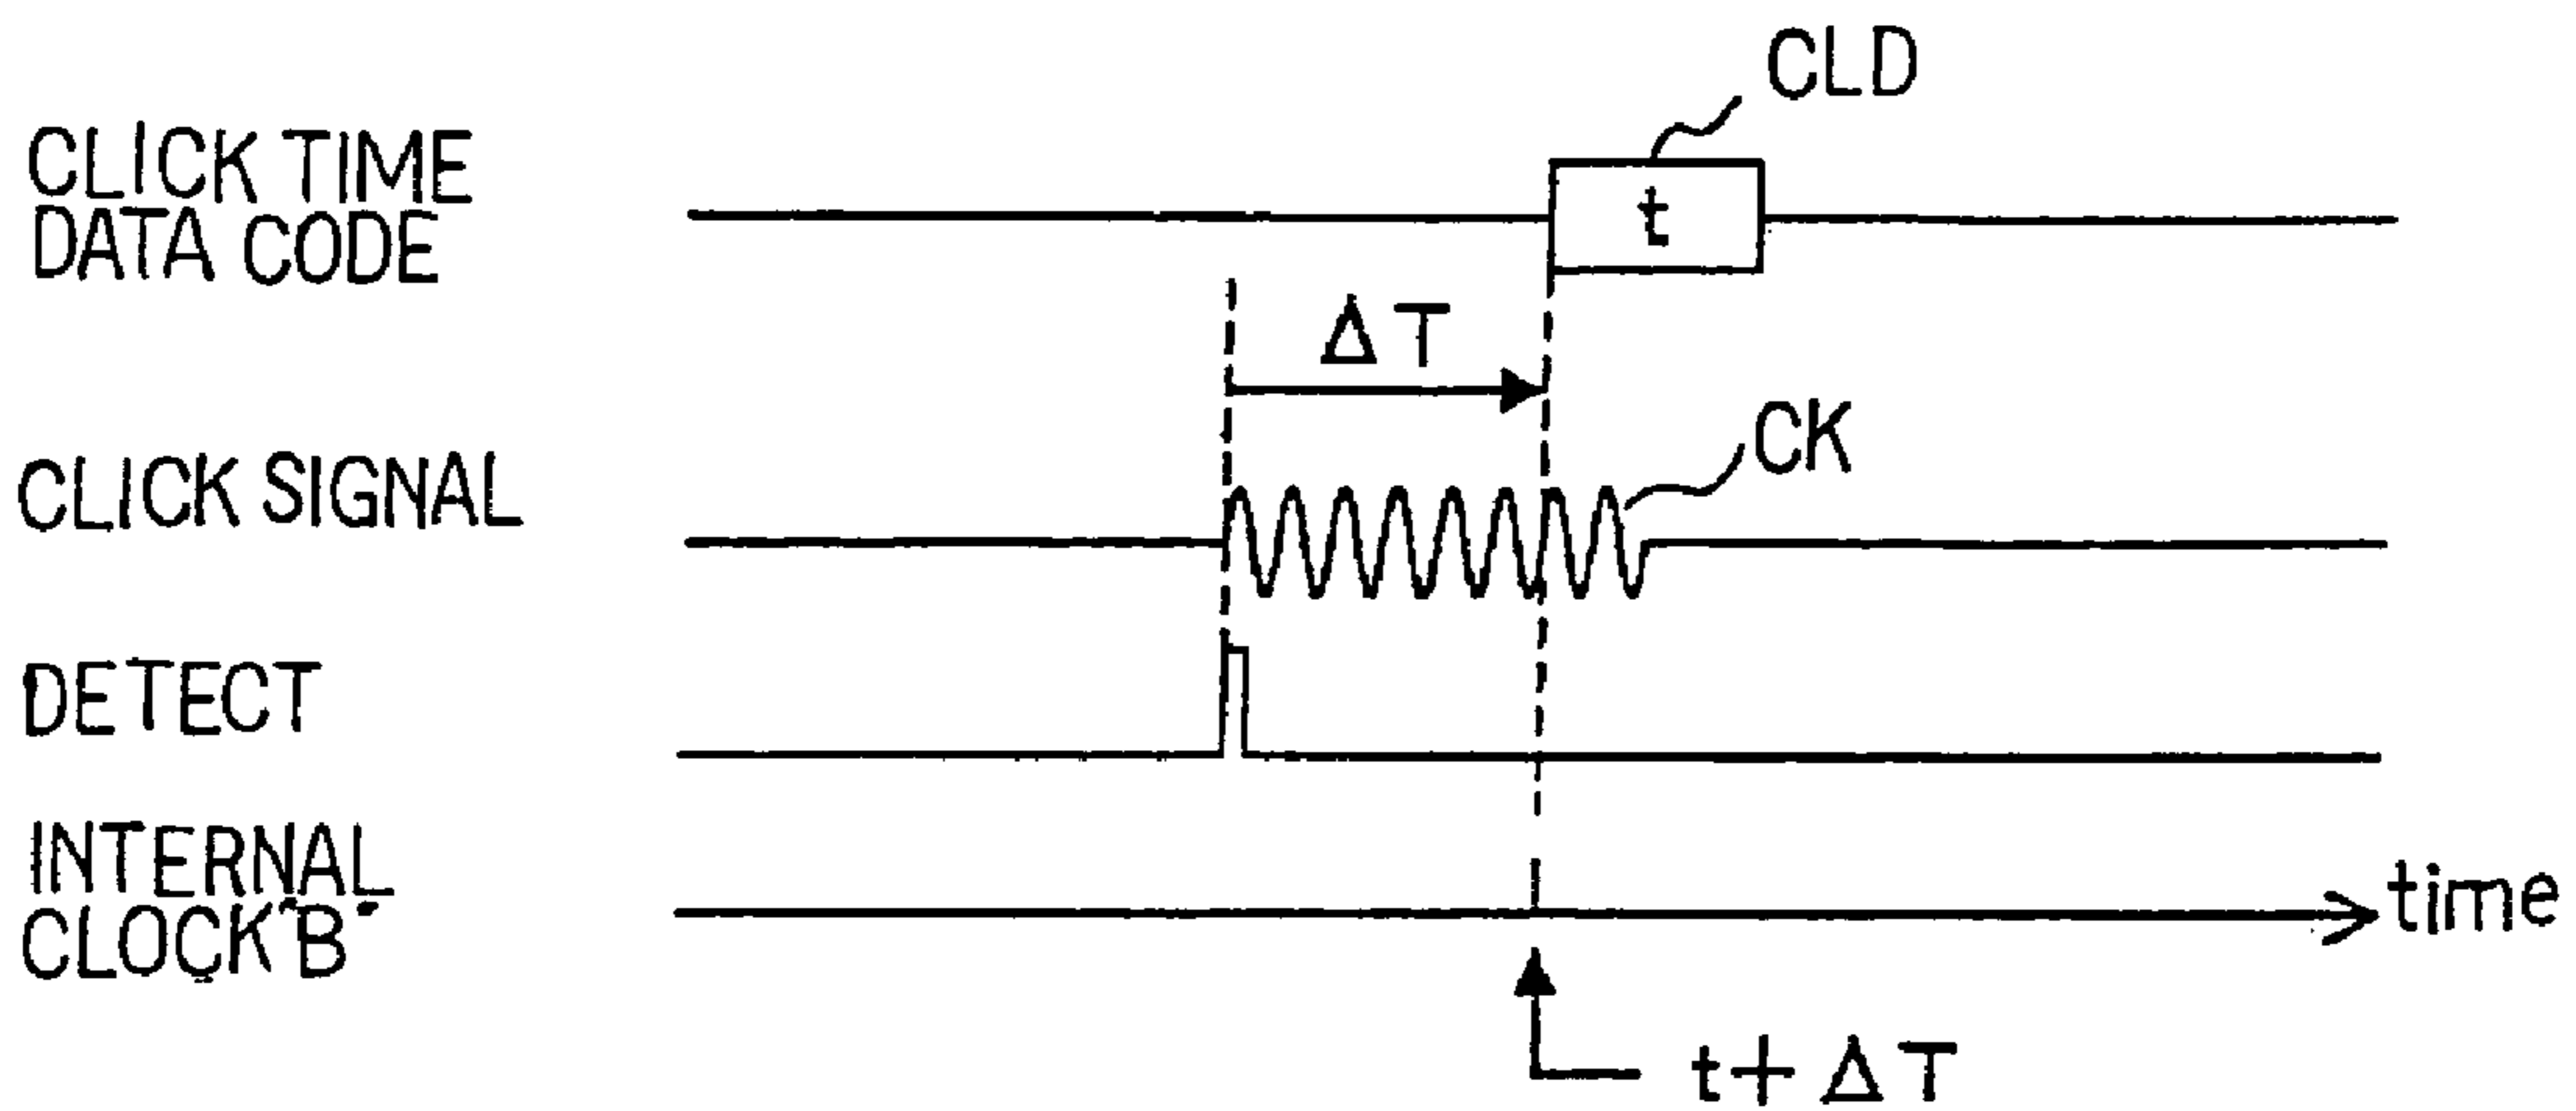 CLD
CLICK TIME
DATA CODE
t
ΔT
CLICK SIGNAL
CK
DETECT
INTERNAL
CLOCK"B"
time
t+ΔT